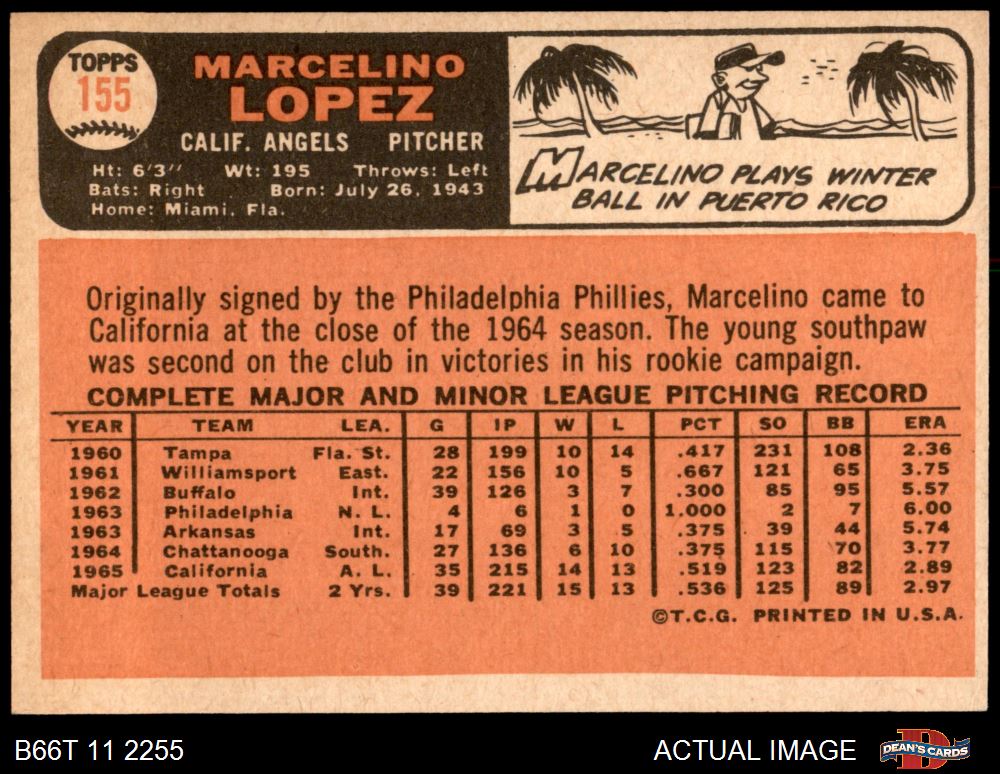 TOPPS
155
MARCELINO
LOPEZ
CALIF. ANGELS PITCHER
Ht: 6'3'' Wt: 195 Throws: Left
Bats: Right Born: July 26, 1943
Home: Miami, Fla.
MARCELINO PLAYS WINTER
BALL IN PUERTO RICO
Originally signed by the Philadelphia Phillies, Marcelino came to
California at the close of the 1964 season. The young southpaw
was second on the club in victories in his rookie campaign.
COMPLETE MAJOR AND MINOR LEAGUE PITCHING RECORD
YEAR TEAM LEA. G IP W L PCT SO BB ERA
1960 Tampa Fla. St. 28 199 10 14 .417 231 108 2.36
1961 Williamsport East. 22 156 10 5 .667 121 65 3.75
1962 Buffalo Int. 39 126 3 7 .300 85 95 5.57
1963 Philadelphia N. L. 4 6 1 0 1.000 2 7 6.00
1963 Arkansas Int. 17 69 3 5 .375 39 44 5.74
1964 Chattanooga South. 27 136 6 10 .375 115 70 3.77
1965 California A. L. 35 215 14 13 .519 123 82 2.89
Major League Totals 2 Yrs. 39 221 15 13 .536 125 89 2.97
©T.C.G. PRINTED IN U.S.A.
B66T 11 2255
ACTUAL IMAGE
DEAN'S CARDS